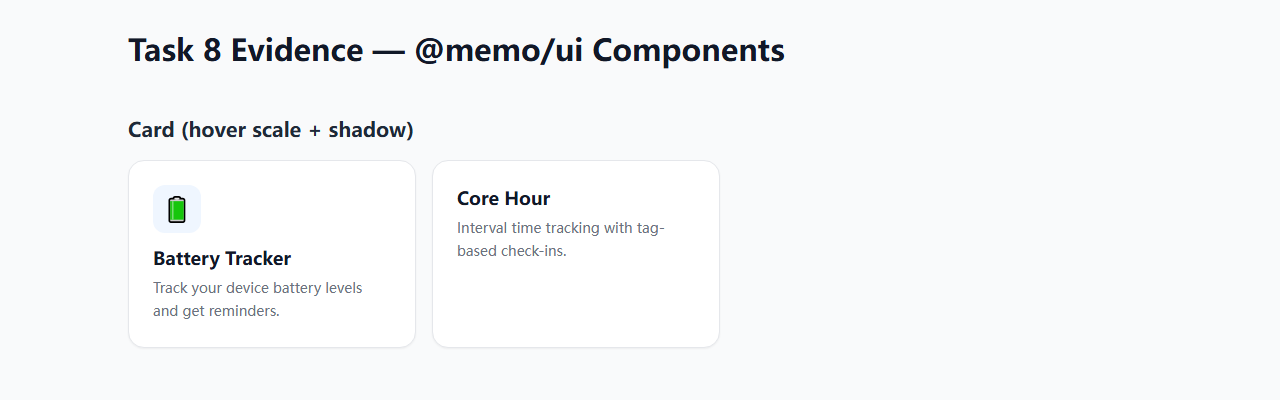 Task 8 Evidence — @memo/ui Components
Card (hover scale + shadow)
Battery Tracker
Track your device battery levels
and get reminders.
Core Hour
Interval time tracking with tag-
based check-ins.